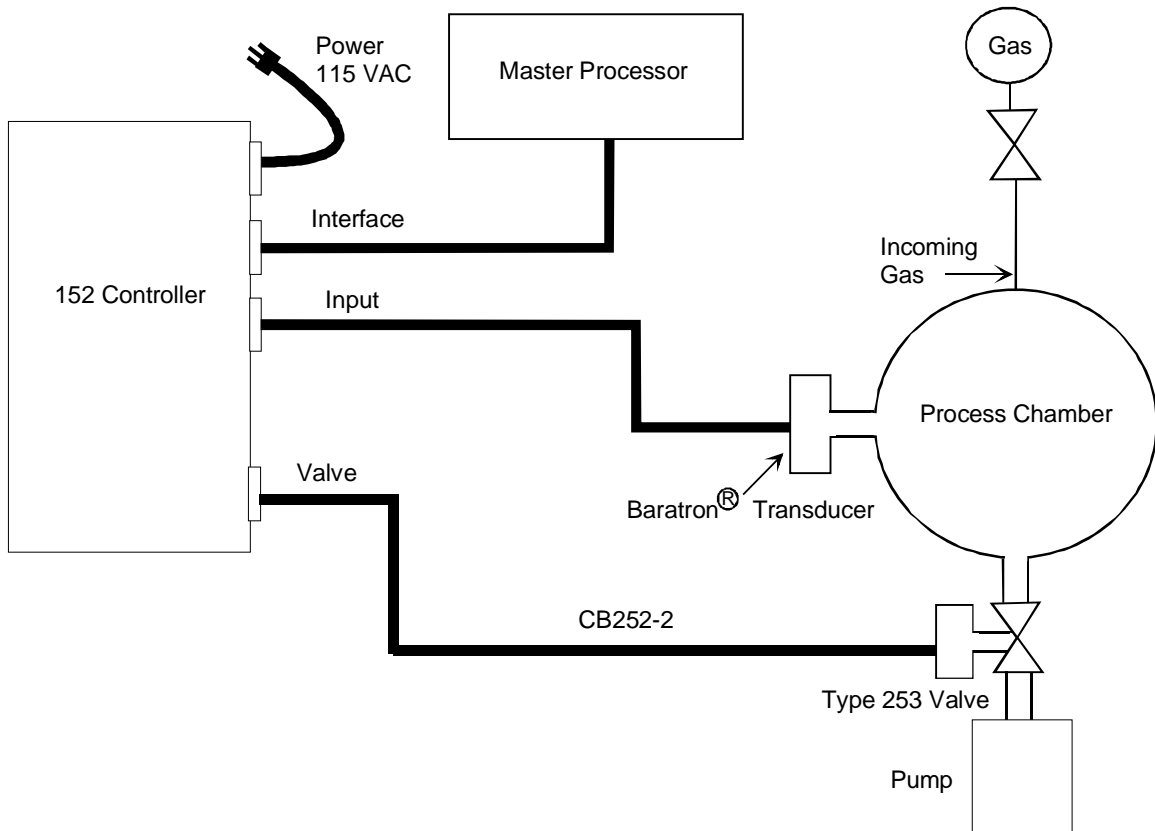 Power
115 VAC
Master Processor
Gas
Interface
Incoming
Gas
152 Controller
Input
Process Chamber
Valve
Baratron® Transducer
CB252-2
Type 253 Valve
Pump